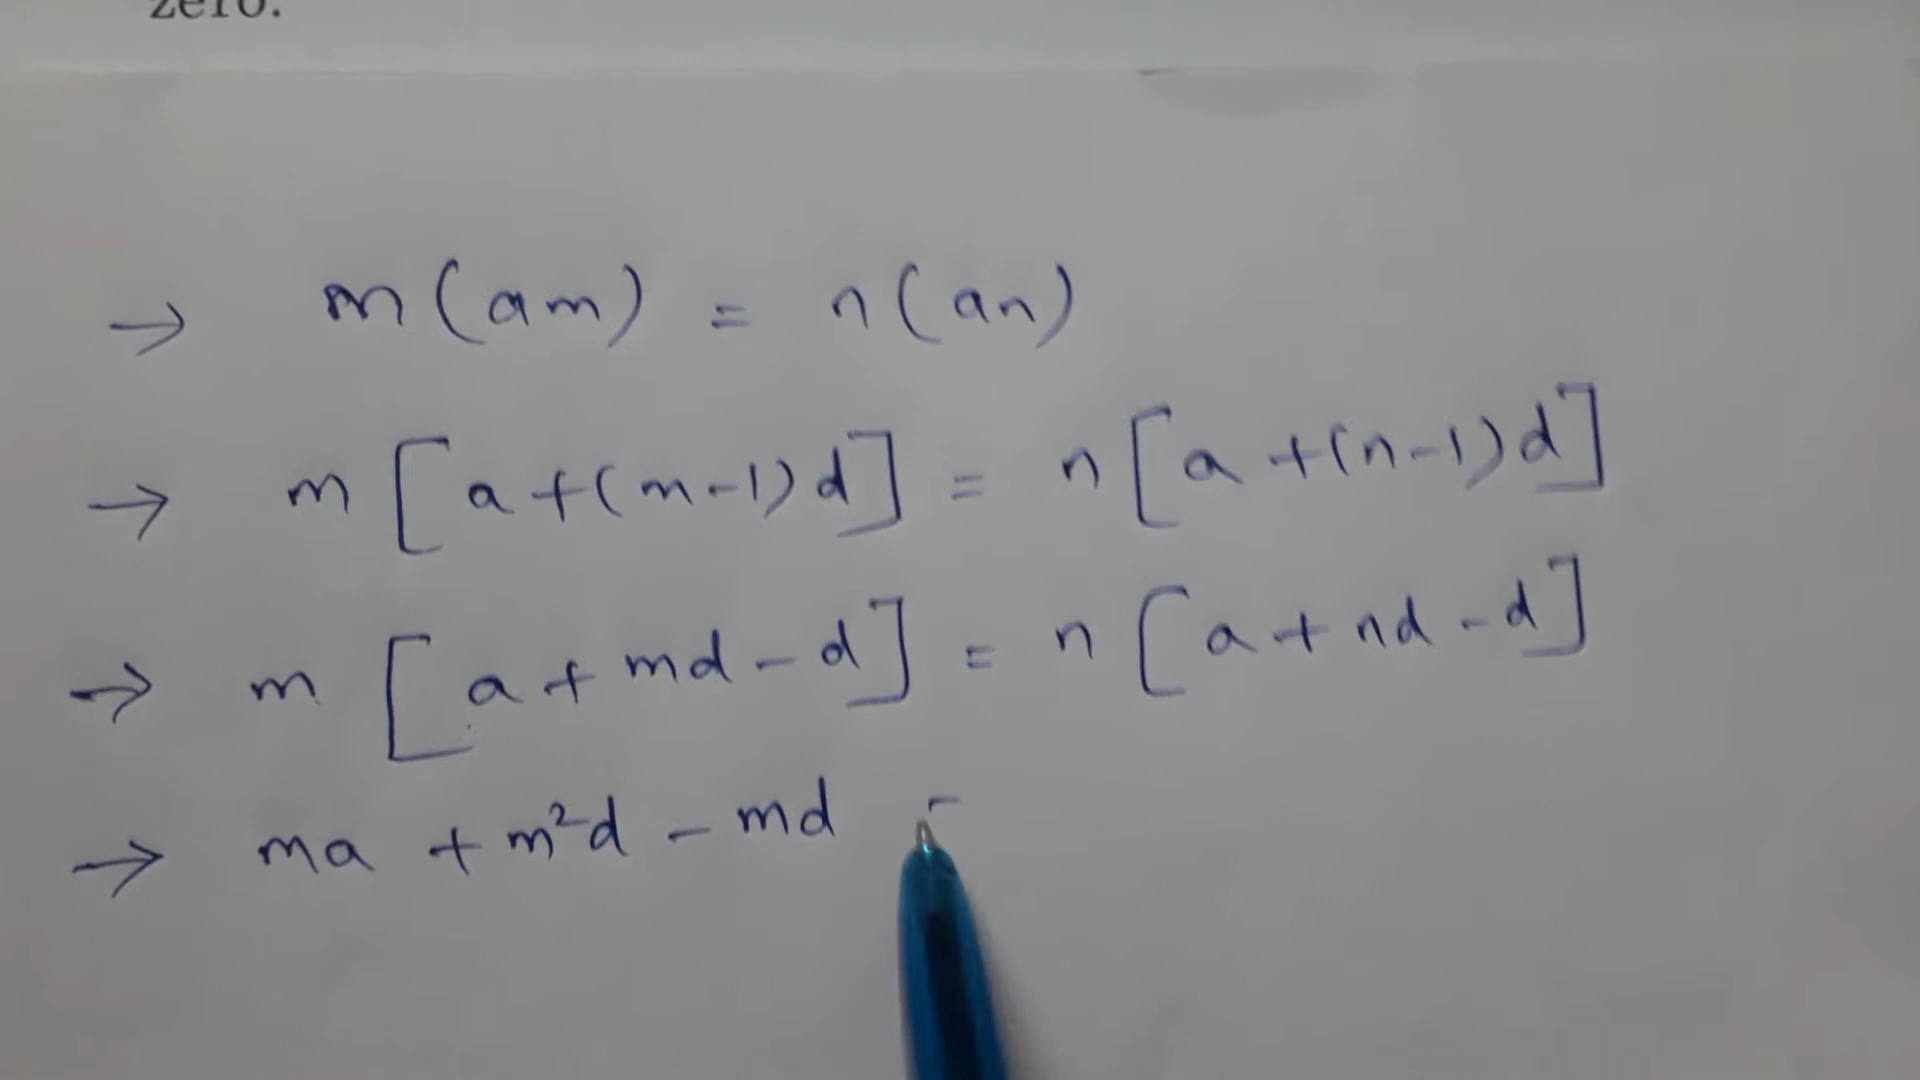 zero.
→ m(am) = n(an)
→ m[a+(m-1)d] = n[a+(n-1)d]
→ m[a+md-d] = n[a+nd-d]
→ ma + m²d - md -